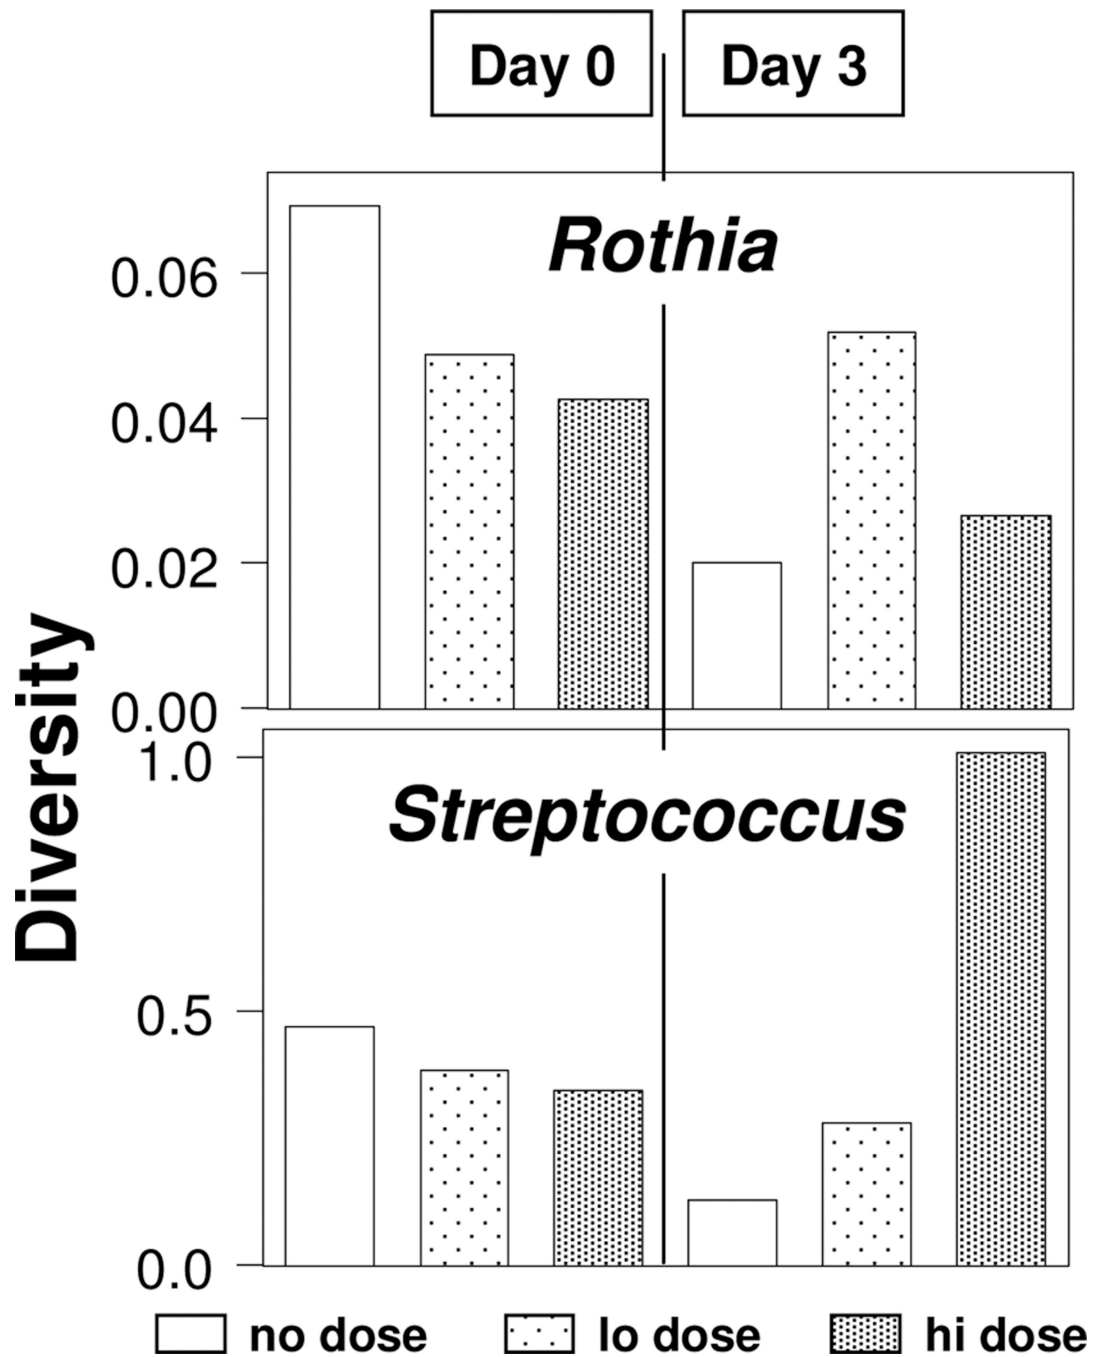 Day 0
Day 3
Rothia
0.06
0.04
0.02
0.00
Diversity
Streptococcus
1.0
0.5
0.0
no dose
lo dose
hi dose